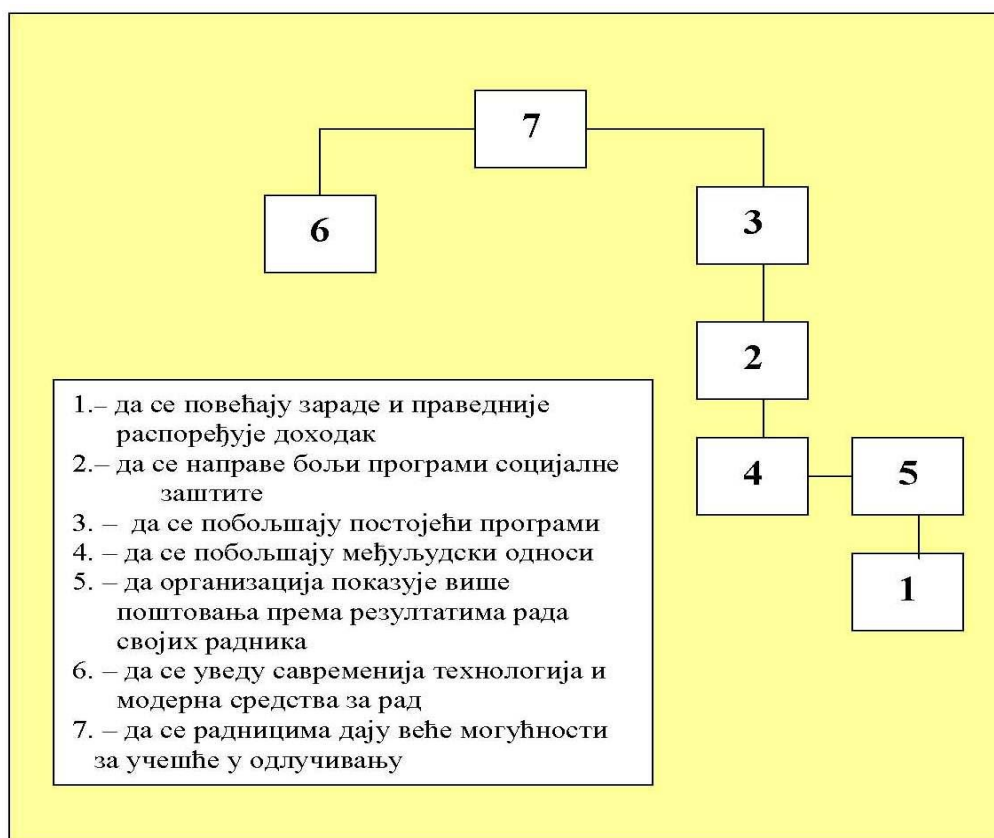 7
6
3
2
4
5
1
1.– да се повећају зараде и праведније
распоређује доходак
2.– да се направе бољи програми социјалне
заштите
3. – да се побољшају постојећи програми
4. – да се побољшају међуљудски односи
5. – да организација показује више
поштовања према резултатима рада
својих радника
6. – да се уведу савременија технологија и
модерна средства за рад
7. – да се радницима дају веће могућности
за учешће у одлучивању